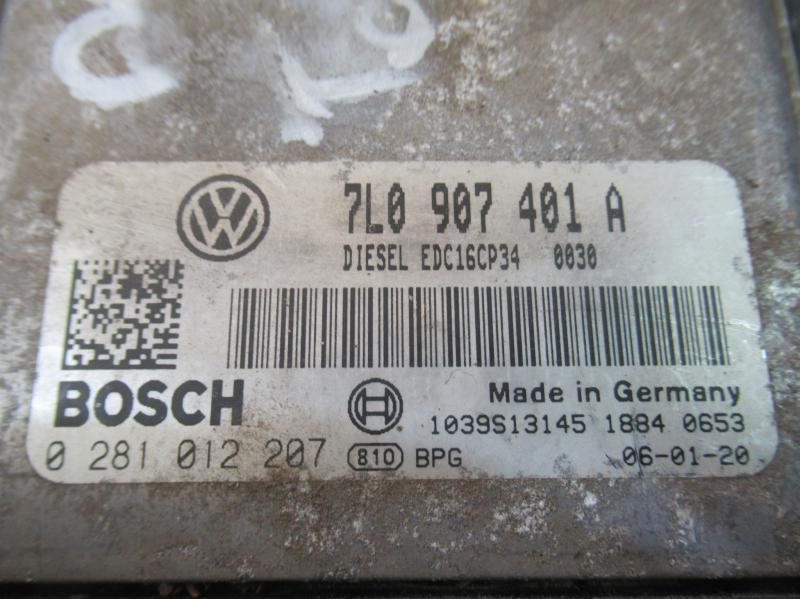 7L0 907 401 A
DIESEL EDC16CP34 0030
BOSCH
Made in Germany
1039S13145 1884 0653
0 281 012 207 810 BPG 06-01-20